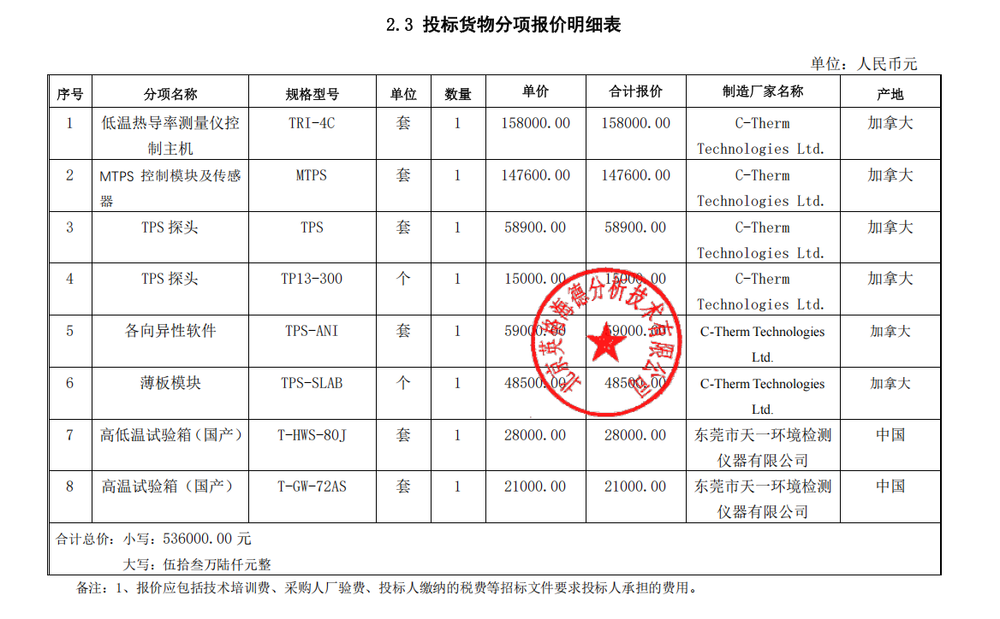 2.3 投标货物分项报价明细表
单位：人民币元
序号 分项名称 规格型号 单位 数量 单价 合计报价 制造厂家名称 产地
1 低温热导率测量仪控 TRI-4C 套 1 158000.00 158000.00 C-Therm 加拿大
制主机 Technologies Ltd.
2 MTPS 控制模块及传感 MTPS 套 1 147600.00 147600.00 C-Therm 加拿大
器 Technologies Ltd.
3 TPS 探头 TPS 套 1 58900.00 58900.00 C-Therm 加拿大
Technologies Ltd.
4 TPS 探头 TP13-300 个 1 15000.00 15000.00 C-Therm 加拿大
Technologies Ltd.
5 各向异性软件 TPS-ANI 套 1 59000.00 59000.00 C-Therm Technologies 加拿大
Ltd.
6 薄板模块 TPS-SLAB 个 1 48500.00 48500.00 C-Therm Technologies 加拿大
Ltd.
北京英格海德分析技术有限公司
7 高低温试验箱（国产） T-HWS-80J 套 1 28000.00 28000.00 东莞市天一环境检测 中国
仪器有限公司
8 高温试验箱（国产） T-GW-72AS 套 1 21000.00 21000.00 东莞市天一环境检测 中国
仪器有限公司
合计总价：小写：536000.00 元
大写：伍拾叁万陆仟元整
备注：1、报价应包括技术培训费、采购人厂验费、投标人缴纳的税费等招标文件要求投标人承担的费用。